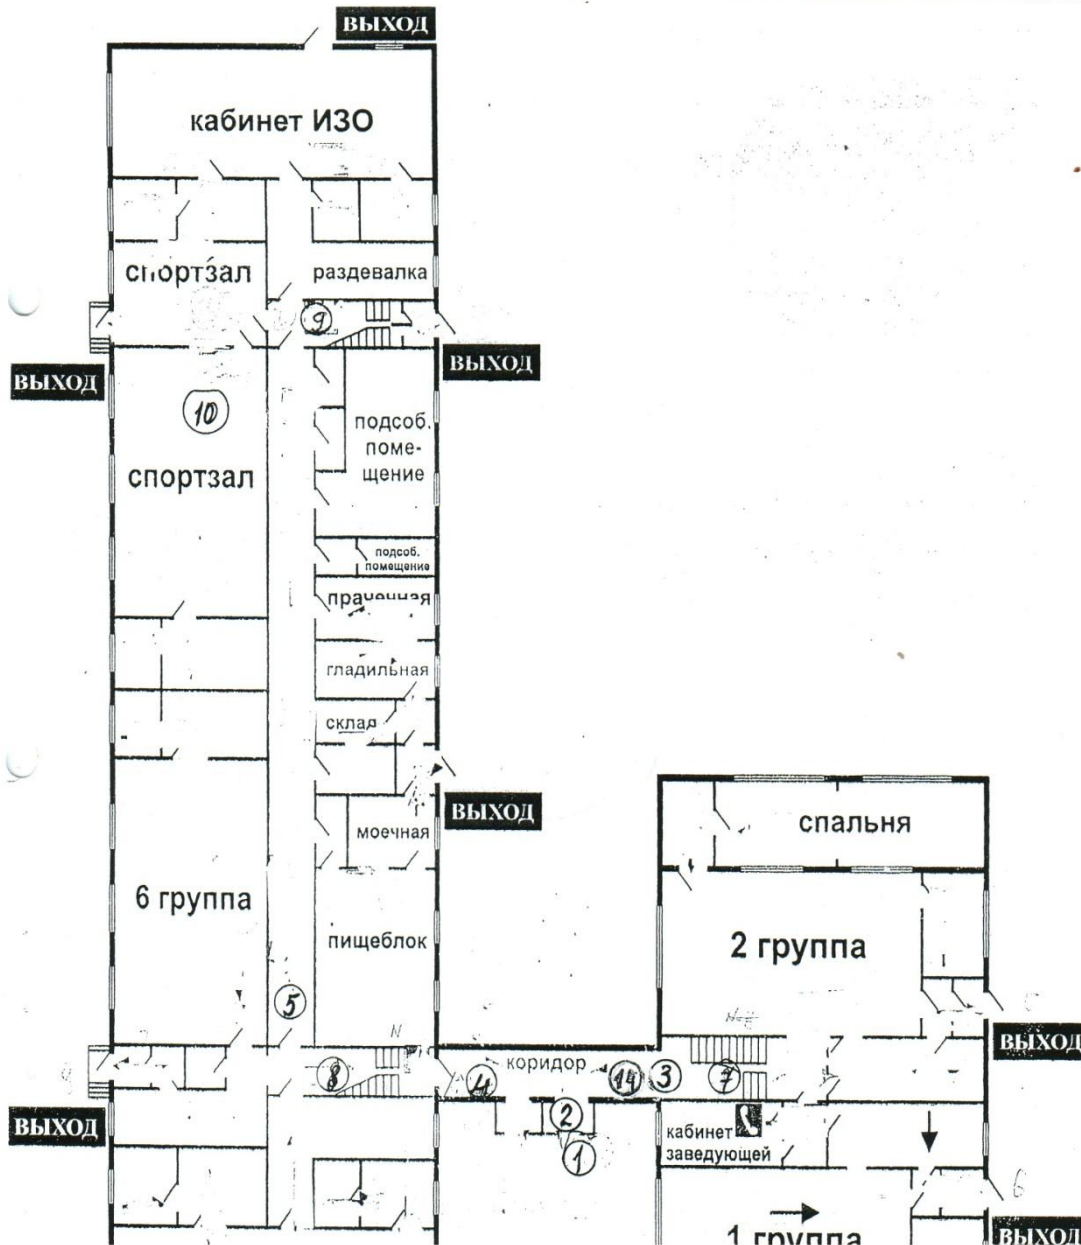 ВЫХОД
кабинет ИЗО
спортзал
раздевалка
9
ВЫХОД
ВЫХОД
10
подсоб.
поме-
щение
спортзал
подсоб.
помещение
праченная
гладильная
склад
ВЫХОД
моечная
спальня
6 группа
пищеблок
2 группа
5
ВЫХОД
8
4
коридор
14
3
7
ВЫХОД
2
1
кабинет
заведующей
6
1 группа
ВЫХОД